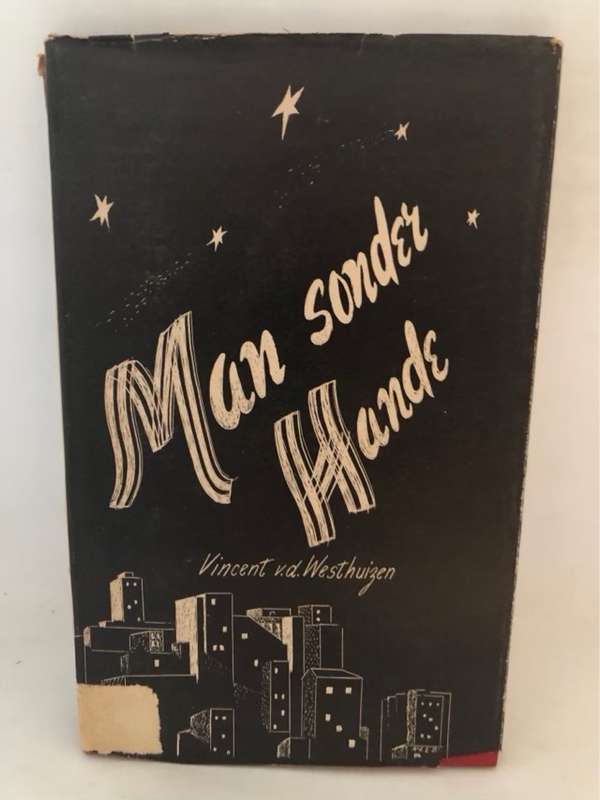 Man sonder
Hande
Vincent v.d. Westhuizen